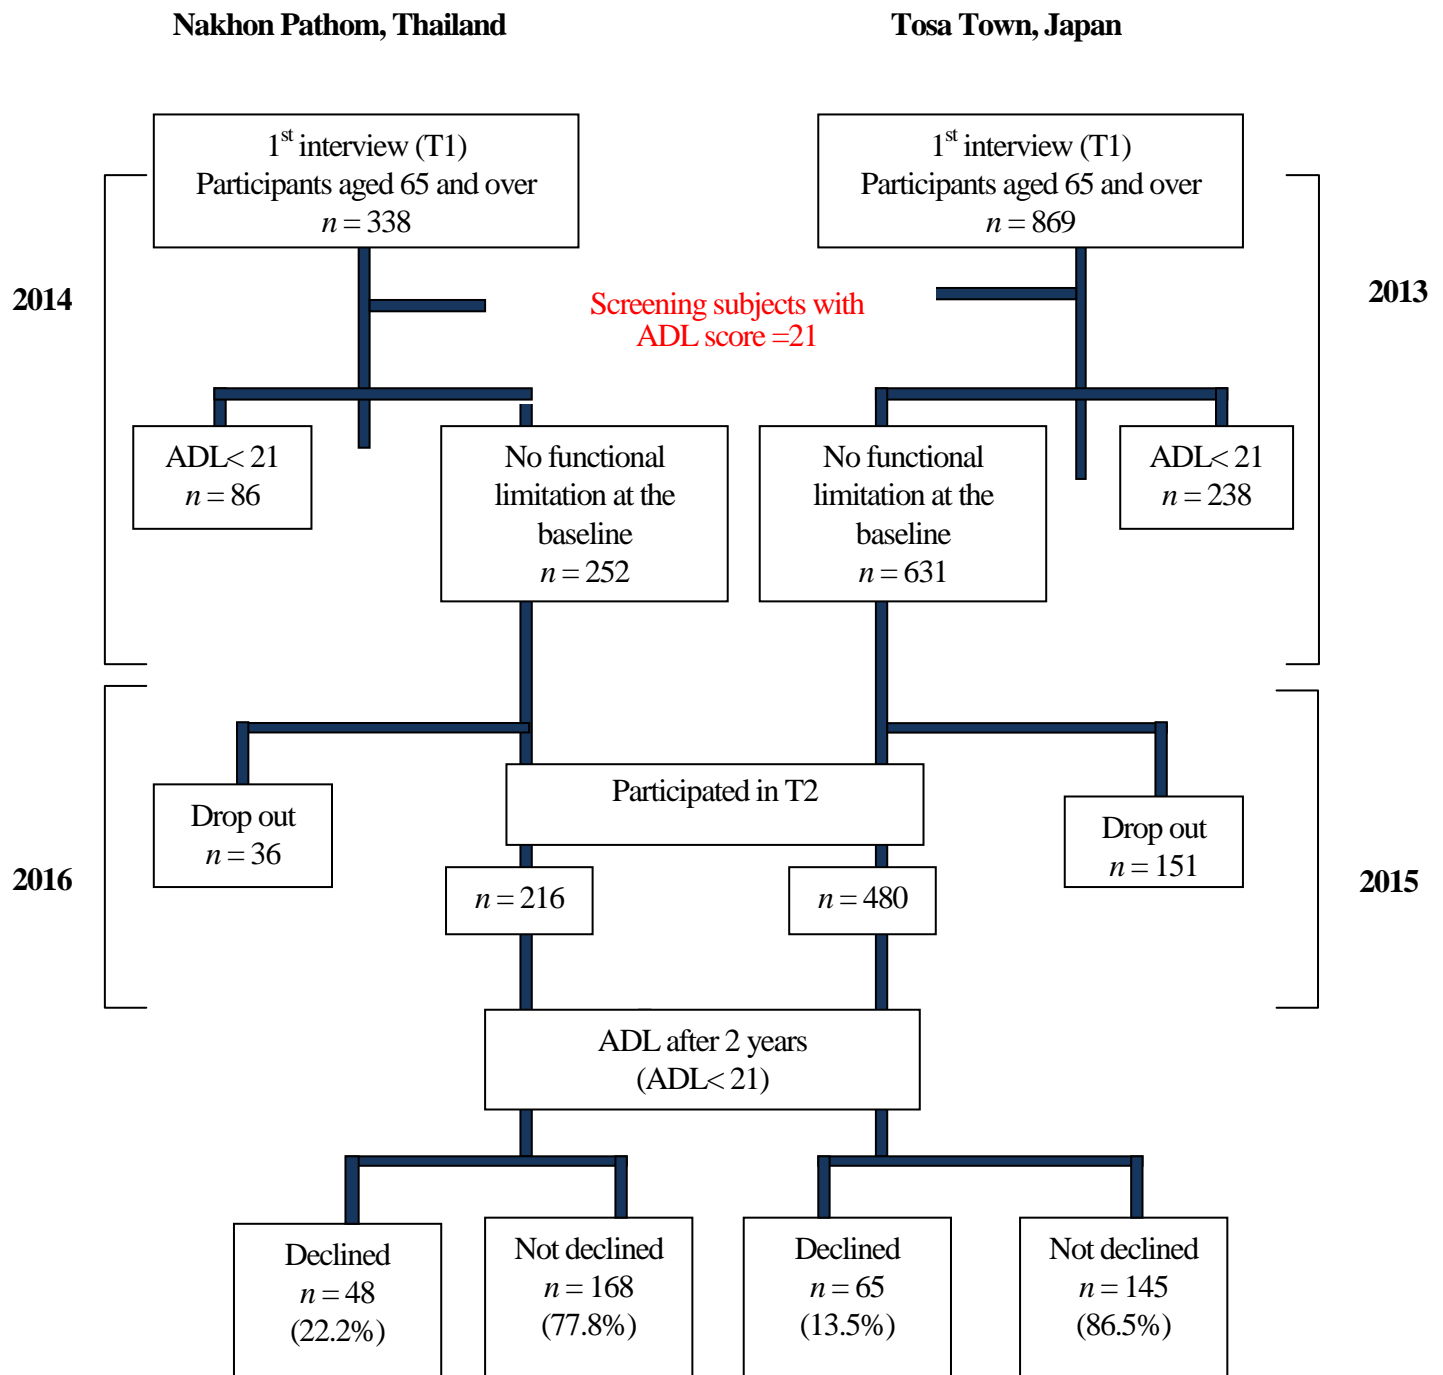 Nakhon Pathom, Thailand
Tosa Town, Japan
1st interview (T1)
Participants aged 65 and over
n = 338
1st interview (T1)
Participants aged 65 and over
n = 869
2014
2013
Screening subjects with
ADL score =21
ADL< 21
n = 86
No functional
limitation at the
baseline
n = 252
No functional
limitation at the
baseline
n = 631
ADL< 21
n = 238
Drop out
n = 36
Participated in T2
Drop out
n = 151
2016
2015
n = 216
n = 480
ADL after 2 years
(ADL< 21)
Declined
n = 48
(22.2%)
Not declined
n = 168
(77.8%)
Declined
n = 65
(13.5%)
Not declined
n = 145
(86.5%)